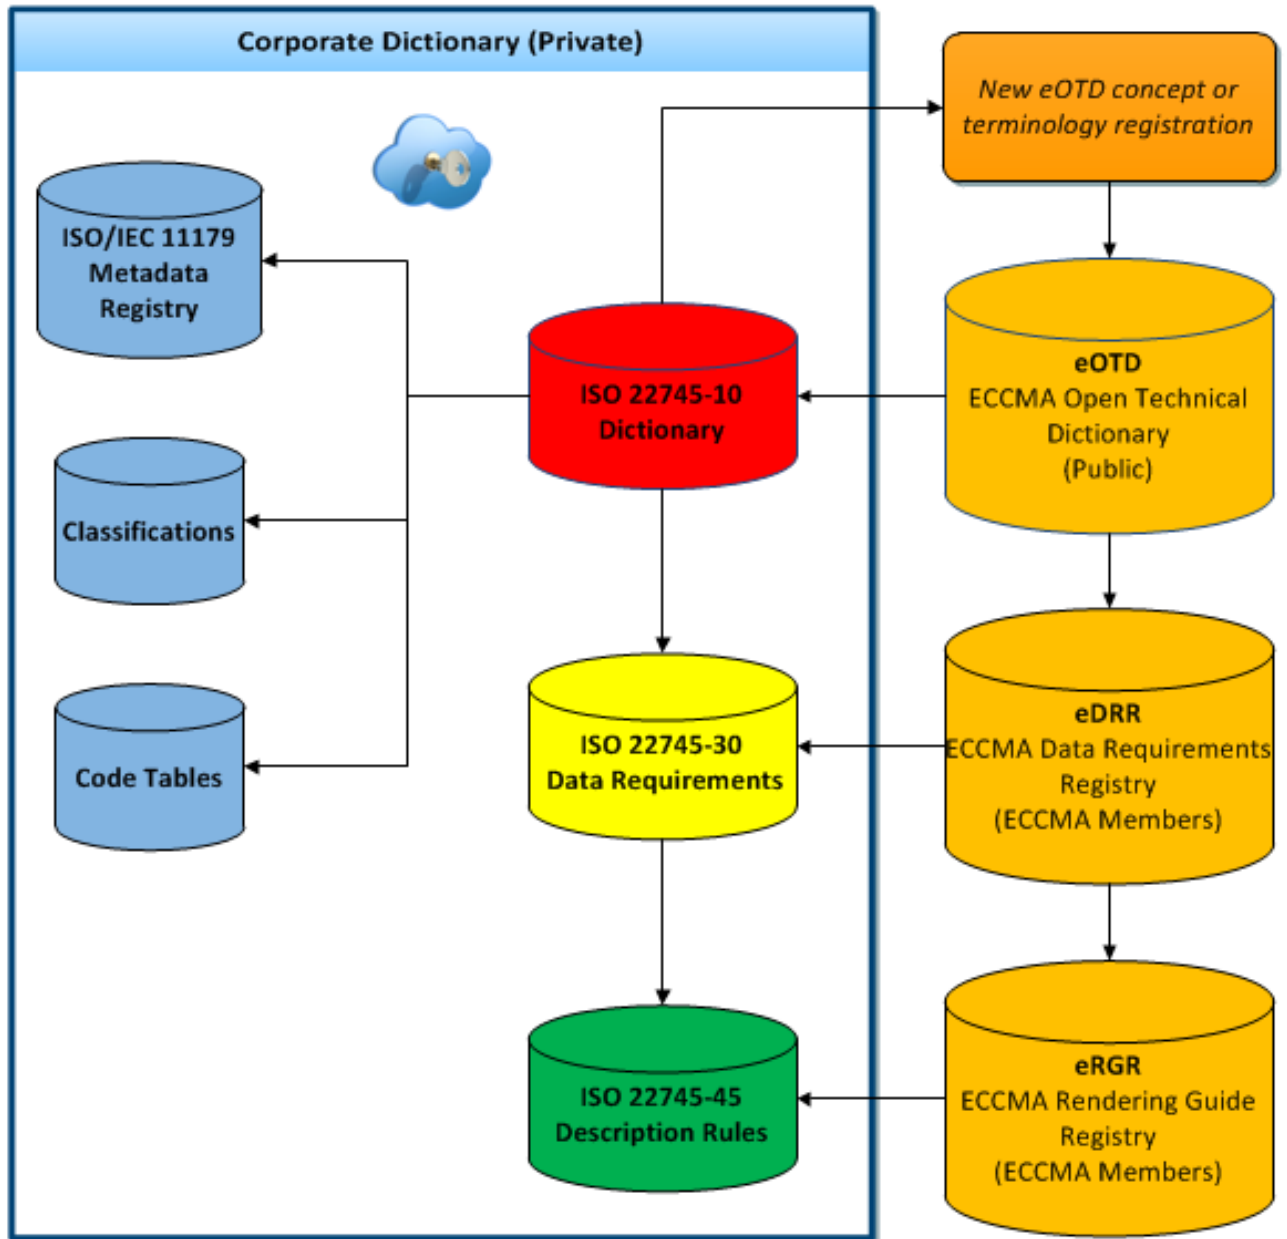 Corporate Dictionary (Private)
New eOTD concept or
terminology registration
ISO/IEC 11179
Metadata
Registry
ISO 22745-10
Dictionary
eOTD
ECCMA Open Technical
Dictionary
(Public)
Classifications
ISO 22745-30
Data Requirements
eDRR
ECCMA Data Requirements
Registry
(ECCMA Members)
Code Tables
ISO 22745-45
Description Rules
eRGR
ECCMA Rendering Guide
Registry
(ECCMA Members)